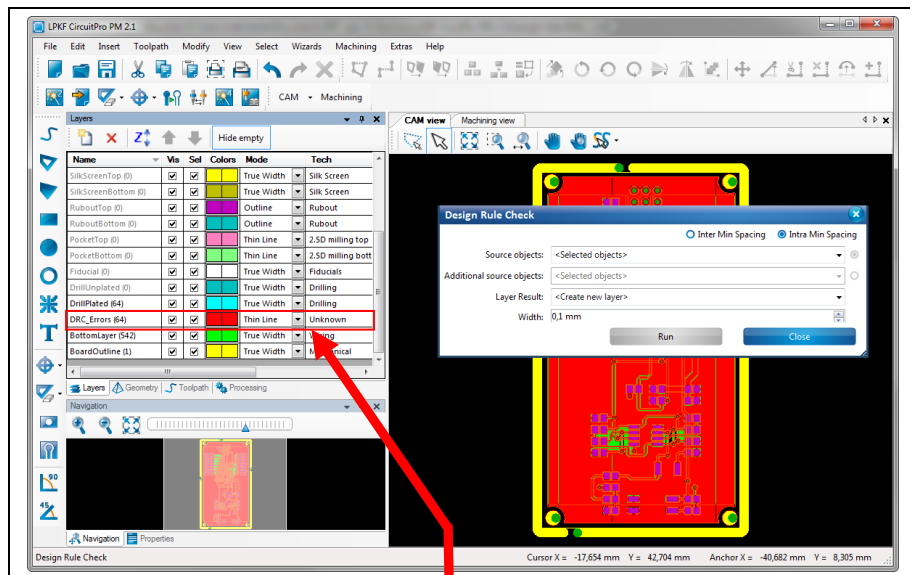 LPKF CircuitPro PM 2.1
File Edit Insert Toolpath Modify View Select Wizards Machining Extras Help
CAM Machining
Layers
CAM view Machining view
Hide empty
Name Vis Sel Colors Mode Tech
SilkScreenTop (0) True Width Silk Screen
SilkScreenBottom (0) True Width Silk Screen
RuboutTop (0) Outline Rubout
RuboutBottom (0) Outline Rubout
PocketTop (0) Thin Line 2.5D milling top
PocketBottom (0) Thin Line 2.5D milling bott
Fiducial (0) True Width Fiducials
DrillUnplated (0) True Width Drilling
DrillPlated (64) True Width Drilling
DRC_Errors (64) Thin Line Unknown
BottomLayer (542) True Width
BoardOutline (1) True Width
Design Rule Check
Inter Min Spacing Intra Min Spacing
Source objects: <Selected objects>
Additional source objects: <Selected objects>
Layer Result: <Create new layer>
Width: 0,1 mm
Run Close
Layers Geometry Toolpath Processing
Navigation
90
45
Navigation Properties
Design Rule Check
Cursor X = -17,654 mm Y = 42,704 mm Anchor X = -40,682 mm Y = 8,305 mm